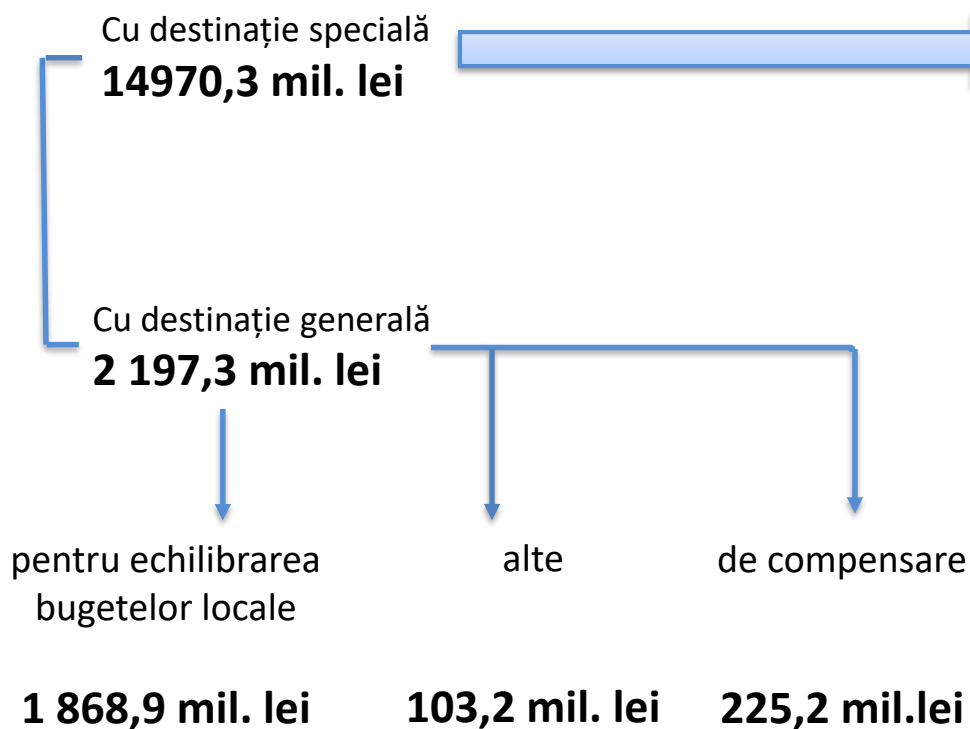 Cu destinație specială
14970,3 mil. lei
Cu destinație generală
2 197,3 mil. lei
pentru echilibrarea
bugetelor locale
1 868,9 mil. lei
alte
103,2 mil. lei
de compensare
225,2 mil.lei